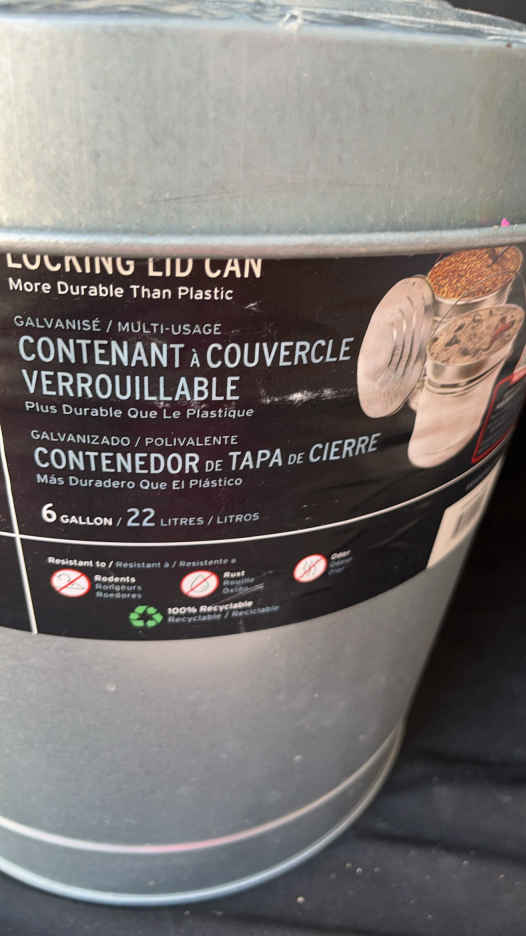 LOCKING LID CAN
More Durable Than Plastic
GALVANISÉ / MULTI-USAGE
CONTENANT À COUVERCLE
VERROUILLABLE
Plus Durable Que Le Plastique
GALVANIZADO / POLIVALENTE
CONTENEDOR DE TAPA DE CIERRE
Más Duradero Que El Plástico
6 GALLON / 22 LITRES / LITROS
Resistant to / Resistant à / Resistente a
Rodents
Rongeurs
Roedores
Rust
Rouille
Odor
100% Recyclable
Recyclable / Reciclable